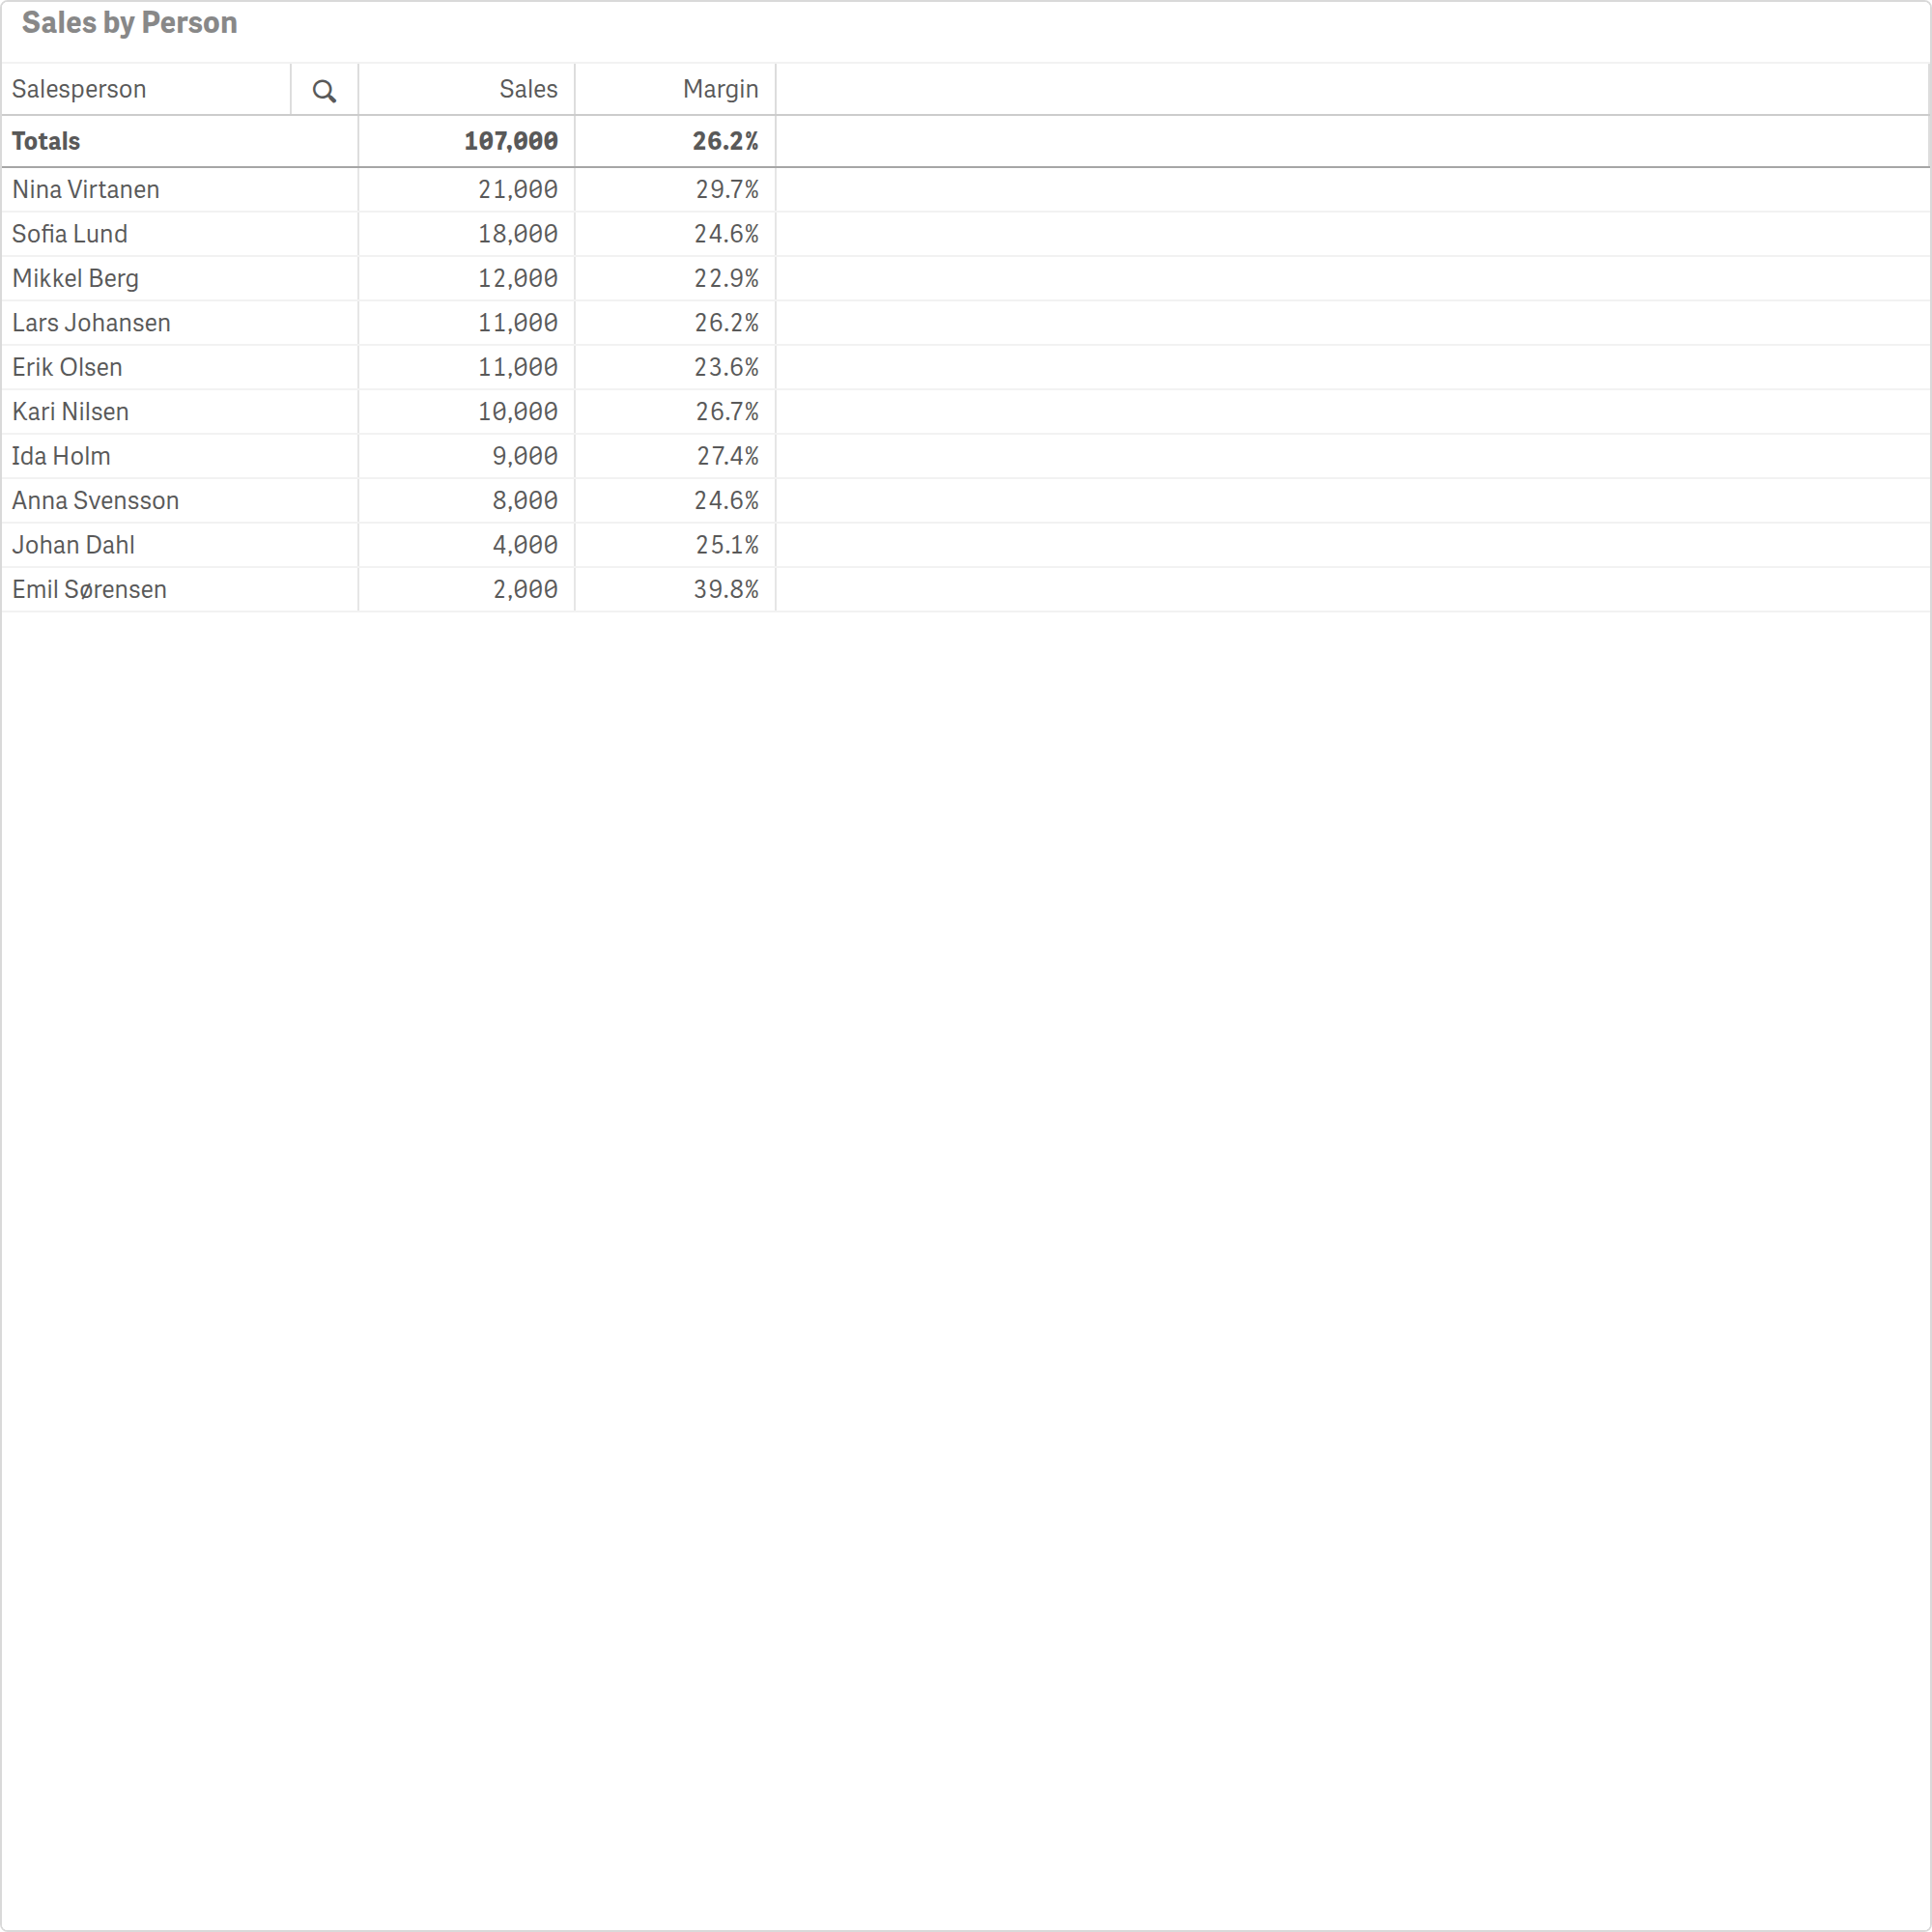 Sales by Person
Salesperson Sales Margin
Totals 107,000 26.2%
Nina Virtanen 21,000 29.7%
Sofia Lund 18,000 24.6%
Mikkel Berg 12,000 22.9%
Lars Johansen 11,000 26.2%
Erik Olsen 11,000 23.6%
Kari Nilsen 10,000 26.7%
Ida Holm 9,000 27.4%
Anna Svensson 8,000 24.6%
Johan Dahl 4,000 25.1%
Emil Sørensen 2,000 39.8%